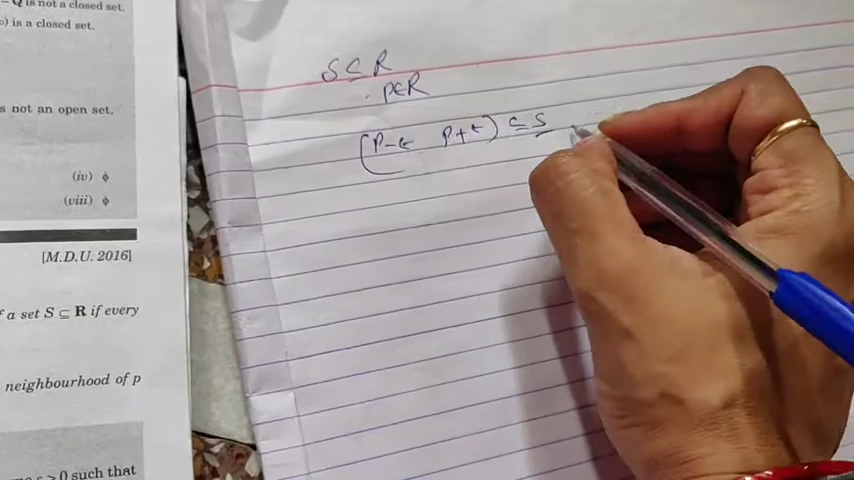 Q is not a closed set.
) is a closed set.
s not an open set.
(iv) ϕ
(viii) ϕ
[M.D.U. 2016]
f a set S ⊆ R if every
neighbourhood of p
> 0 such that
S ⊆ R
p∈R
(p-ε p+ε) ⊆ S